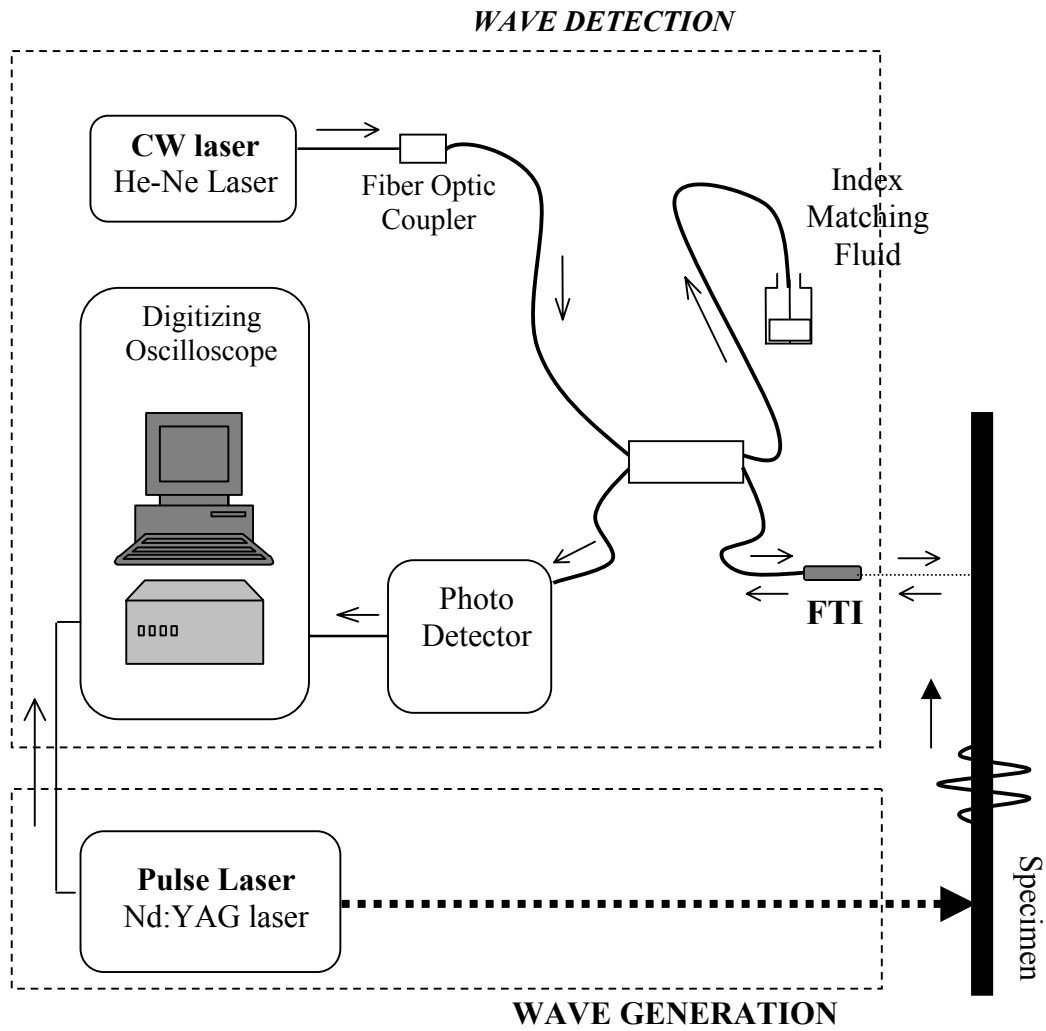 WAVE DETECTION
CW laser
He-Ne Laser
Fiber Optic
Coupler
Index
Matching
Fluid
Digitizing
Oscilloscope
Photo
Detector
FTI
Pulse Laser
Nd:YAG laser
Specimen
WAVE GENERATION